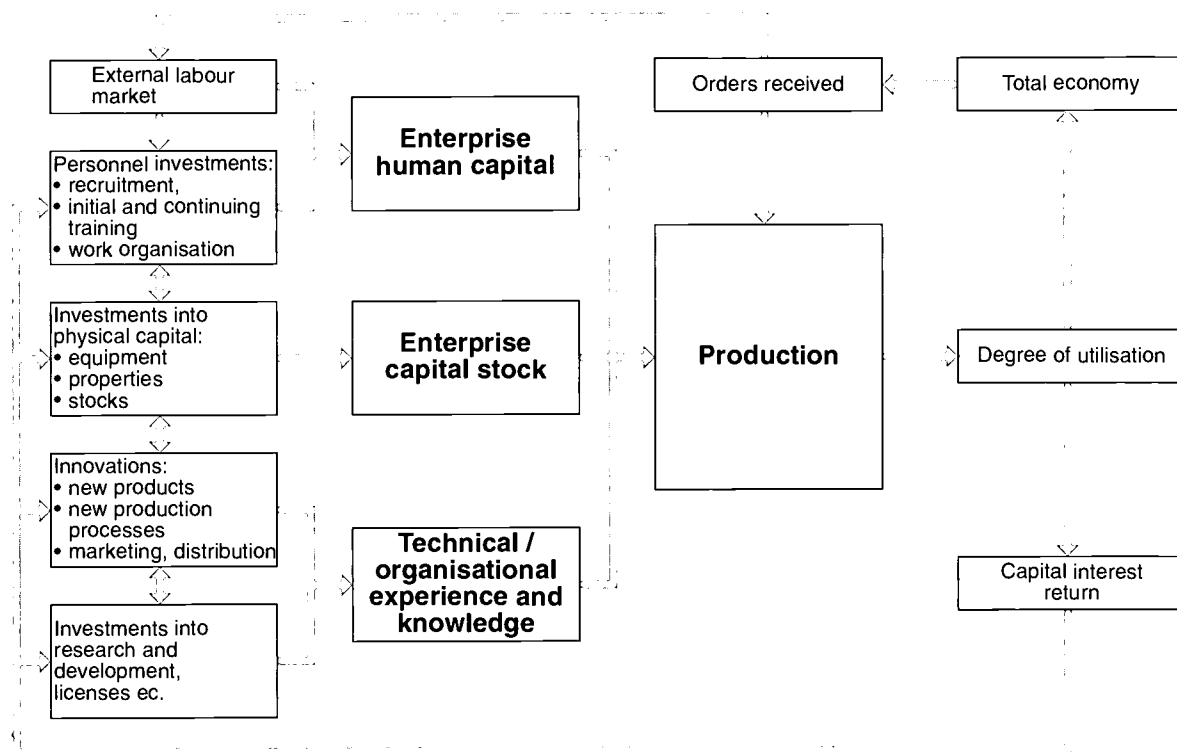 External labour
market
Personnel investments:
• recruitment,
• initial and continuing
training
• work organisation
Investments into
physical capital:
• equipment
• properties
• stocks
Innovations:
• new products
• new production
processes
• marketing, distribution
Investments into
research and
development,
licenses ec.
Enterprise
human capital
Enterprise
capital stock
Technical /
organisational
experience and
knowledge
Orders received
Production
Total economy
Degree of utilisation
Capital interest
return